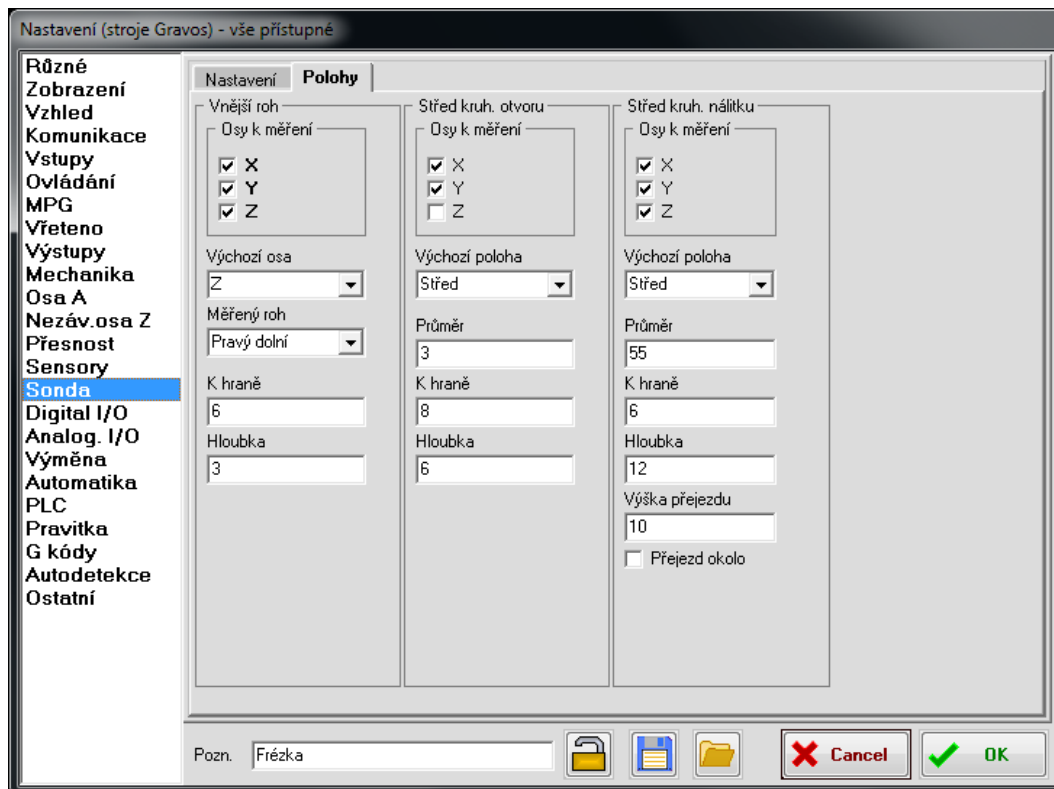 Nastavení (stroje Gravos) - vše přístupné
Různé
Zobrazení
Vzhled
Komunikace
Vstupy
Ovládání
MPG
Vřeteno
Výstupy
Mechanika
Osa A
Nezáv.osa Z
Přesnost
Sensory
Sonda
Digital I/O
Analog. I/O
Výměna
Automatika
PLC
Pravitka
G kódy
Autodetekce
Ostatní
Nastavení
Polohy
Vnější roh
Osy k měření
X
Y
Z
Výchozí osa
Z
Měřený roh
Pravý dolní
K hraně
6
Hloubka
3
Střed kruh. otvoru
Osy k měření
X
Y
Z
Výchozí poloha
Střed
Průměr
3
K hraně
8
Hloubka
6
Střed kruh. nálitku
Osy k měření
X
Y
Z
Výchozí poloha
Střed
Průměr
55
K hraně
6
Hloubka
12
Výška přejezdu
10
Přejezd okolo
Pozn.
Frézka
Cancel
OK